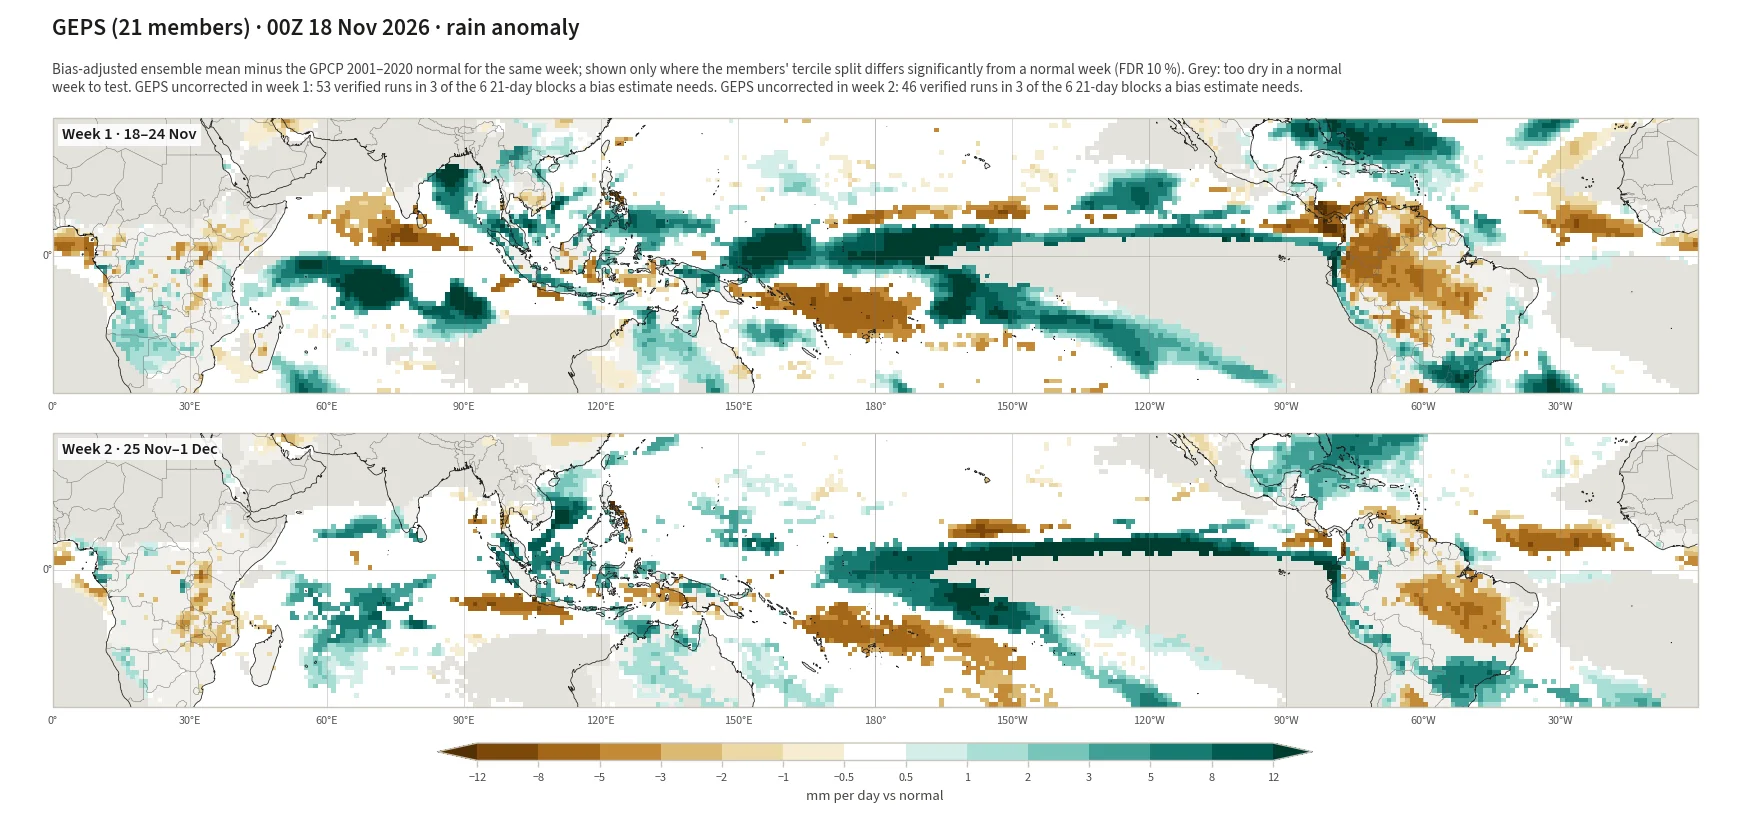 GEPS (21 members) · 00Z 18 Nov 2026 · rain anomaly
Bias-adjusted ensemble mean minus the GPCP 2001–2020 normal for the same week; shown only where the members' tercile split differs significantly from a normal week (FDR 10 %). Grey: too dry in a normal
week to test. GEPS uncorrected in week 1: 53 verified runs in 3 of the 6 21-day blocks a bias estimate needs. GEPS uncorrected in week 2: 46 verified runs in 3 of the 6 21-day blocks a bias estimate needs.
Week 1 · 18–24 Nov
0°
0° 30°E 60°E 90°E 120°E 150°E 180° 150°W 120°W 90°W 60°W 30°W
Week 2 · 25 Nov–1 Dec
0°
0° 30°E 60°E 90°E 120°E 150°E 180° 150°W 120°W 90°W 60°W 30°W
−12 −8 −5 −3 −2 −1 −0.5 0.5 1 2 3 5 8 12
mm per day vs normal